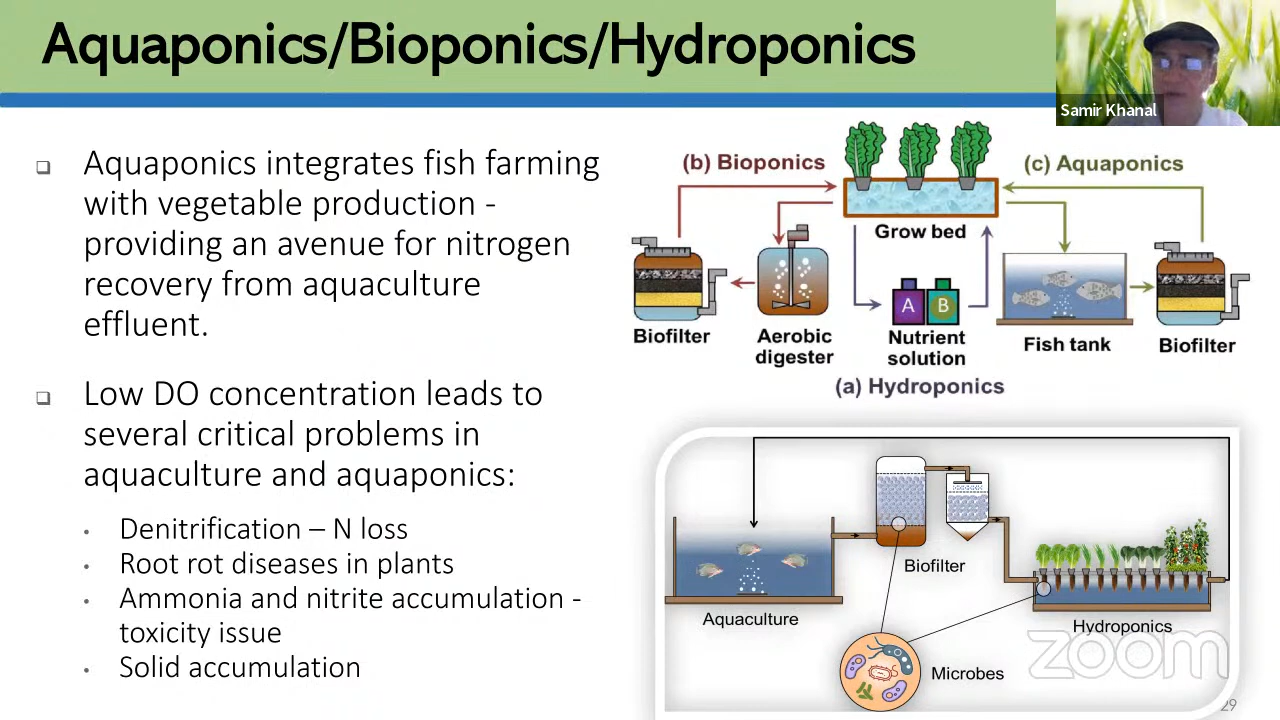 Aquaponics/Bioponics/Hydroponics
Samir Khanal
Aquaponics integrates fish farming
with vegetable production -
providing an avenue for nitrogen
recovery from aquaculture
effluent.
Low DO concentration leads to
several critical problems in
aquaculture and aquaponics:
Denitrification – N loss
Root rot diseases in plants
Ammonia and nitrite accumulation -
toxicity issue
Solid accumulation
(b) Bioponics
(c) Aquaponics
Grow bed
A B
Biofilter
Aerobic
digester
Nutrient
solution
Fish tank
Biofilter
(a) Hydroponics
Biofilter
Aquaculture
Hydroponics
Microbes
zoom
29